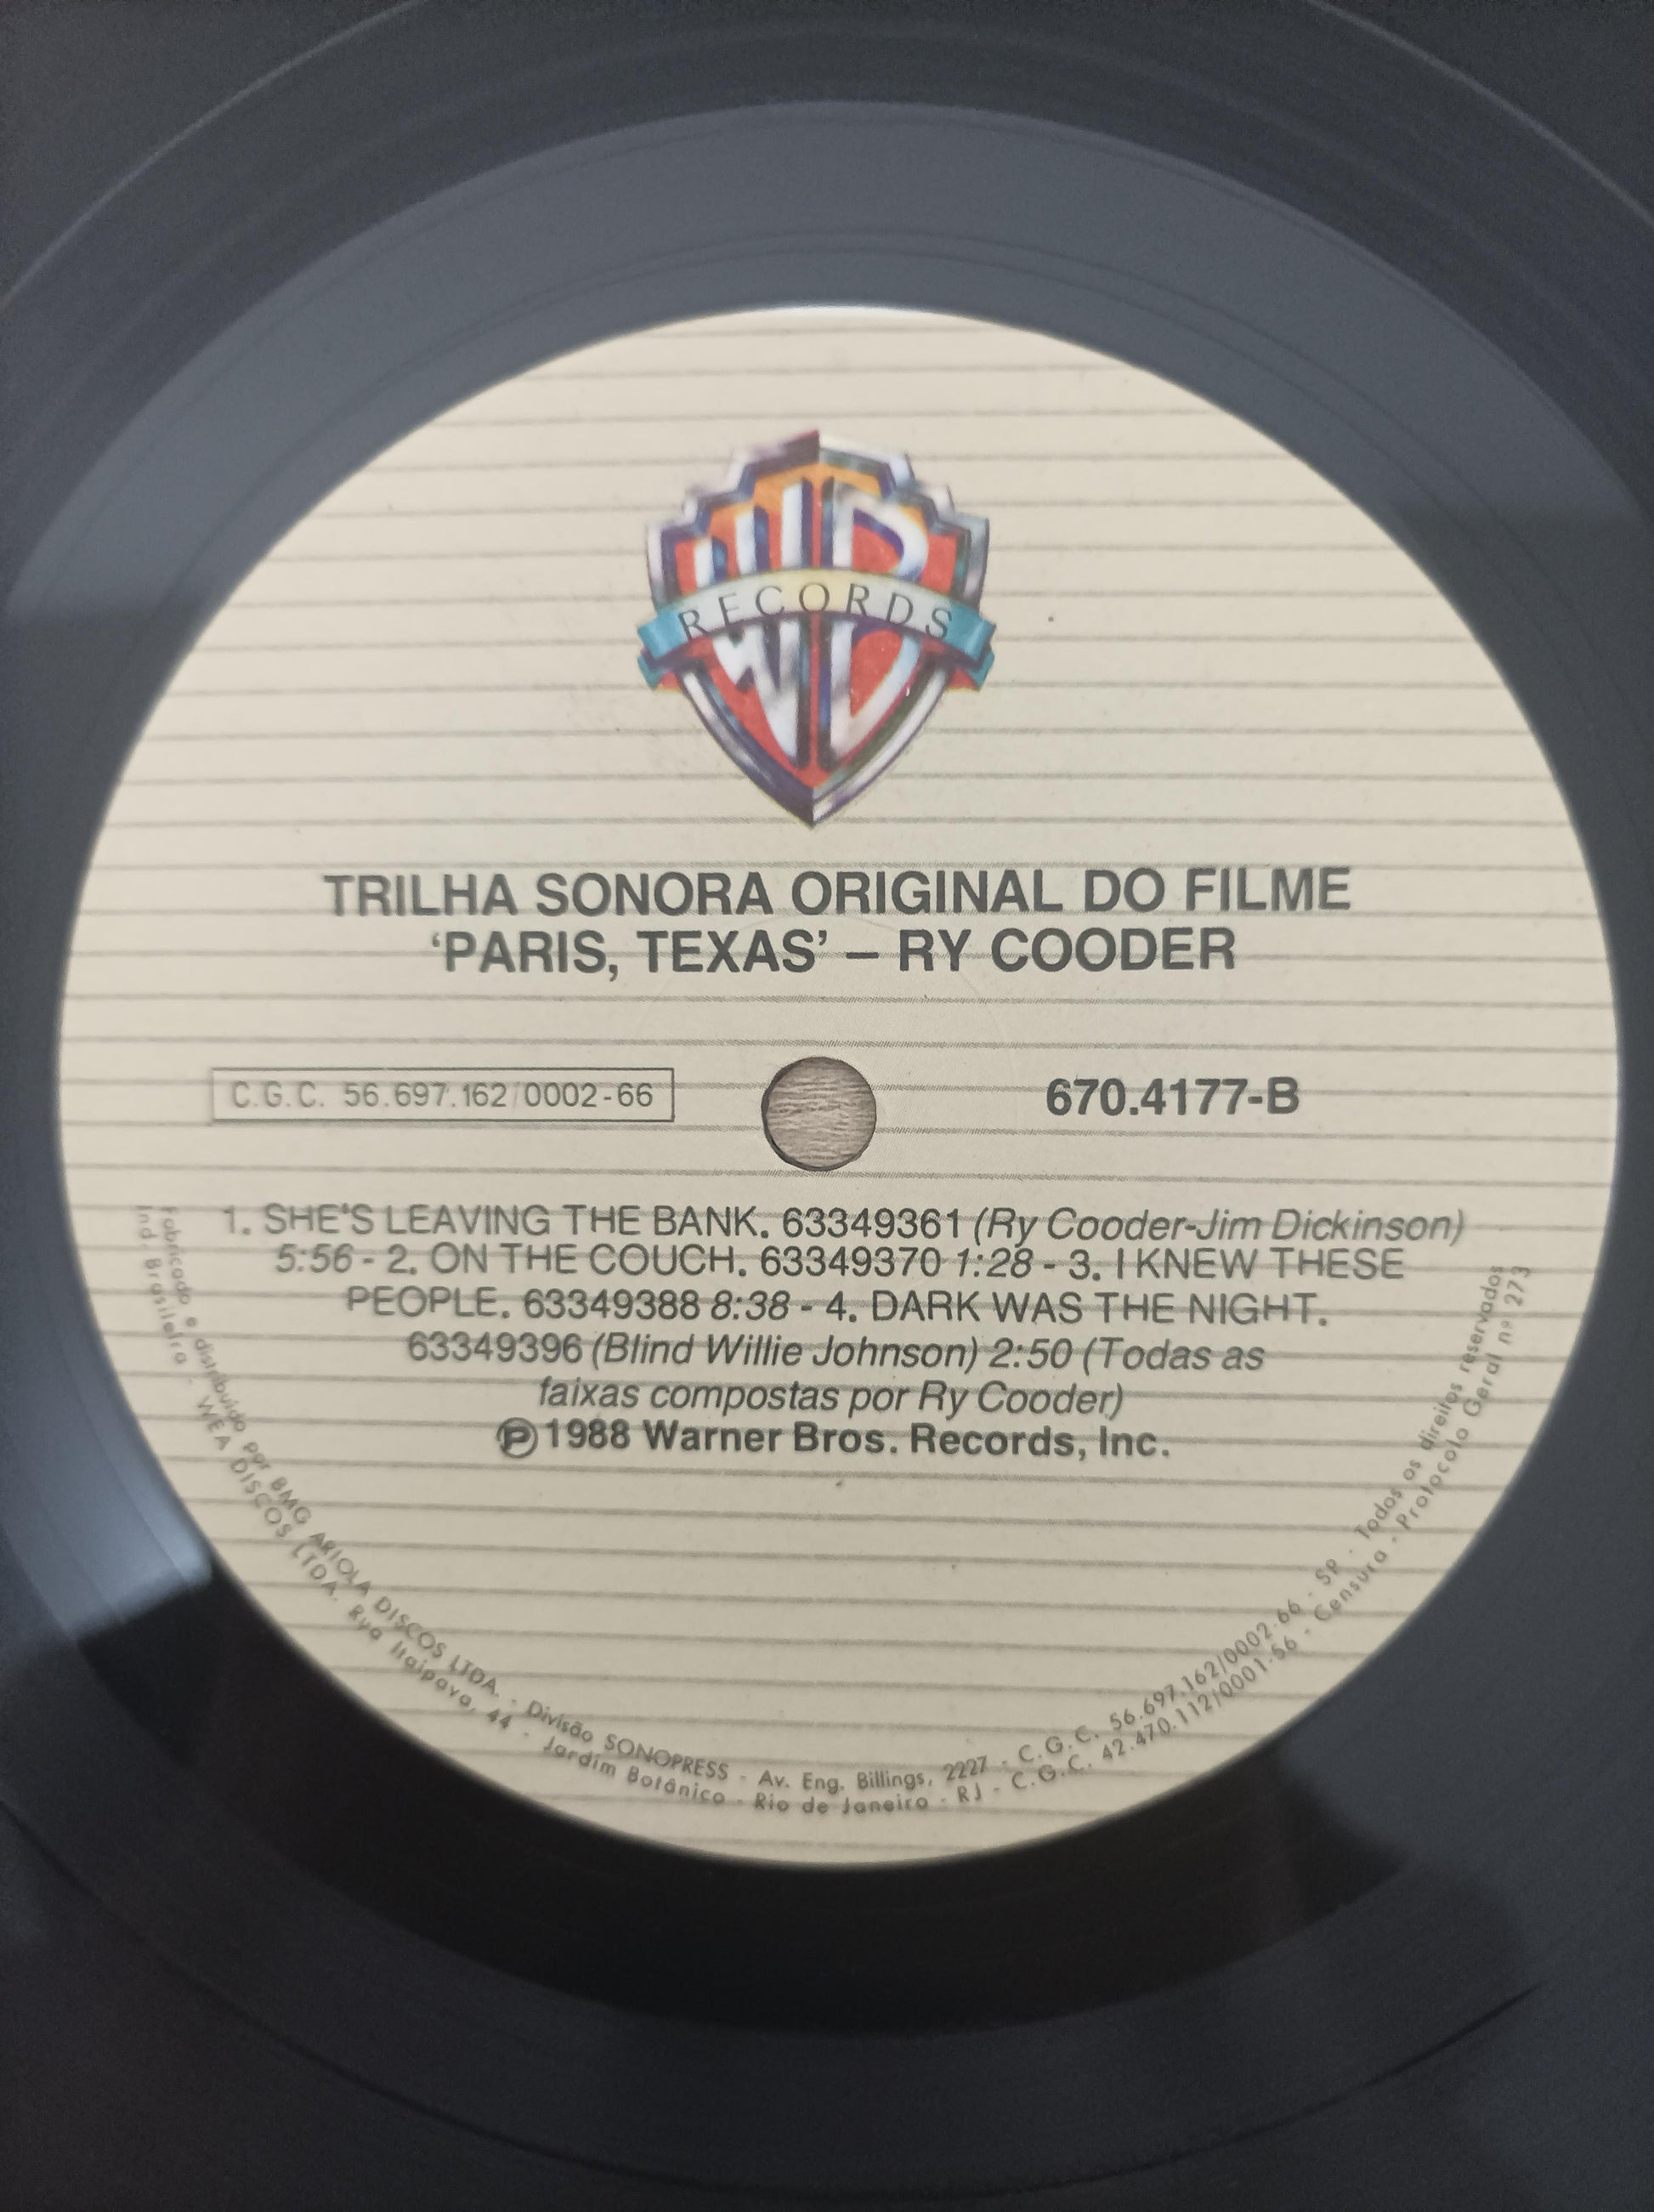 WB
RECORDS
TRILHA SONORA ORIGINAL DO FILME
‘PARIS, TEXAS’ – RY COODER
C.G.C. 56.697.162/0002-66
670.4177-B
1. SHE'S LEAVING THE BANK. 63349361 (Ry Cooder-Jim Dickinson)
5:56 - 2. ON THE COUCH. 63349370 1:28 - 3. I KNEW THESE
PEOPLE. 63349388 8:38 - 4. DARK WAS THE NIGHT.
63349396 (Blind Willie Johnson) 2:50 (Todas as
faixas compostas por Ry Cooder)
℗ 1988 Warner Bros. Records, Inc.
Fabricado e distribuido por BMG ARIOLA DISCOS LTDA. - Divisão SONOPRESS - Av. Eng. Billings, 2227 - C.G.C. 56.697.162/0002-66 - SP - Todos os direitos reservados
Ind. Brasileira - WEA DISCOS LTDA. Rua Itaipava, 44 - Jardim Botânico - Rio de Janeiro - RJ - C.G.C. 42.470.112/0001-56 - Censura - Protocolo Geral nº 273